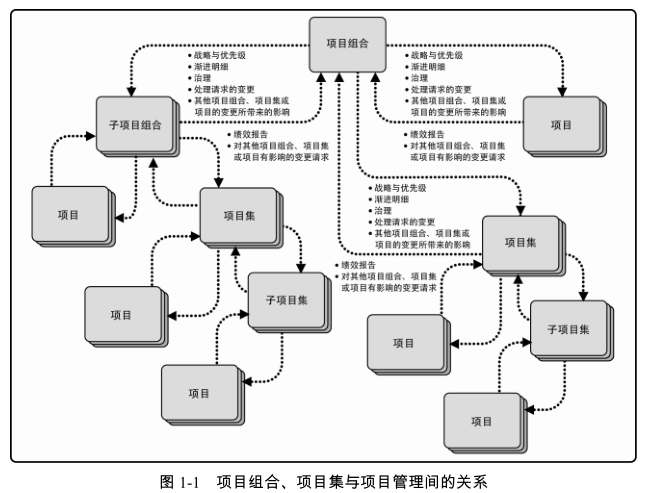 项目组合
• 战略与优先级
• 渐进明细
• 治理
• 处理请求的变更
• 其他项目组合、项目集或
项目的变更所带来的影响
• 战略与优先级
• 渐进明细
• 治理
• 处理请求的变更
• 其他项目组合、项目集或
项目的变更所带来的影响
子项目组合
项目
• 绩效报告
• 对其他项目组合、项目集
或项目有影响的变更请求
• 绩效报告
• 对其他项目组合、项目集
或项目有影响的变更请求
项目
项目集
• 战略与优先级
• 渐进明细
• 治理
• 处理请求的变更
• 其他项目组合、项目集或
项目的变更所带来的影响
项目集
• 绩效报告
• 对其他项目组合、项目集
或项目有影响的变更请求
项目
子项目集
项目
子项目集
项目
项目
图 1-1 项目组合、项目集与项目管理间的关系